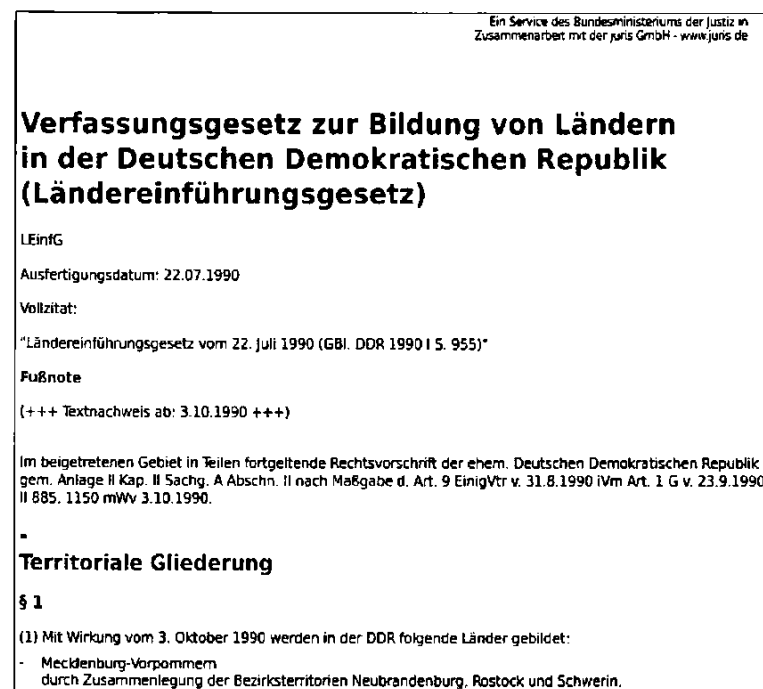 Ein Service des Bundesministeriums der Justiz in
Zusammenarbeit mit der juris GmbH - www.juris.de
Verfassungsgesetz zur Bildung von Ländern
in der Deutschen Demokratischen Republik
(Ländereinführungsgesetz)
LEinfG
Ausfertigungsdatum: 22.07.1990
Vollzitat:
"Ländereinführungsgesetz vom 22. Juli 1990 (GBl. DDR 1990 I S. 955)"
Fußnote
(+++ Textnachweis ab: 3.10.1990 +++)
Im beigetretenen Gebiet in Teilen fortgeltende Rechtsvorschrift der ehem. Deutschen Demokratischen Republik
gem. Anlage II Kap. II Sachg. A Abschn. II nach Maßgabe d. Art. 9 EinigVtr v. 31.8.1990 iVm Art. 1 G v. 23.9.1990
II 885, 1150 mWv 3.10.1990.
-
Territoriale Gliederung
§ 1
(1) Mit Wirkung vom 3. Oktober 1990 werden in der DDR folgende Länder gebildet:
- Mecklenburg-Vorpommern
durch Zusammenlegung der Bezirksterritorien Neubrandenburg, Rostock und Schwerin,